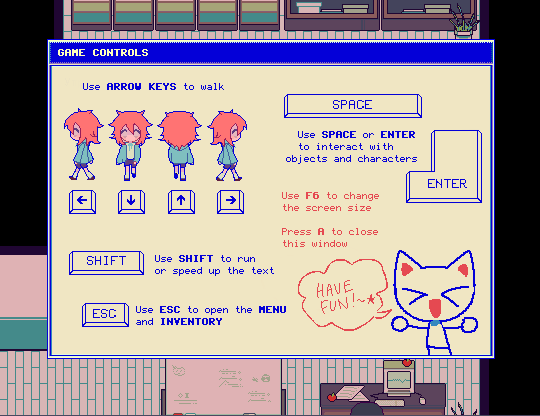 GAME CONTROLS
Use ARROW KEYS to walk
SPACE
Use SPACE or ENTER
to interact with
objects and characters
ENTER
Use F6 to change
the screen size
Press A to close
this window
SHIFT
Use SHIFT to run
or speed up the text
ESC
Use ESC to open the MENU
and INVENTORY
HAVE
FUN!~★